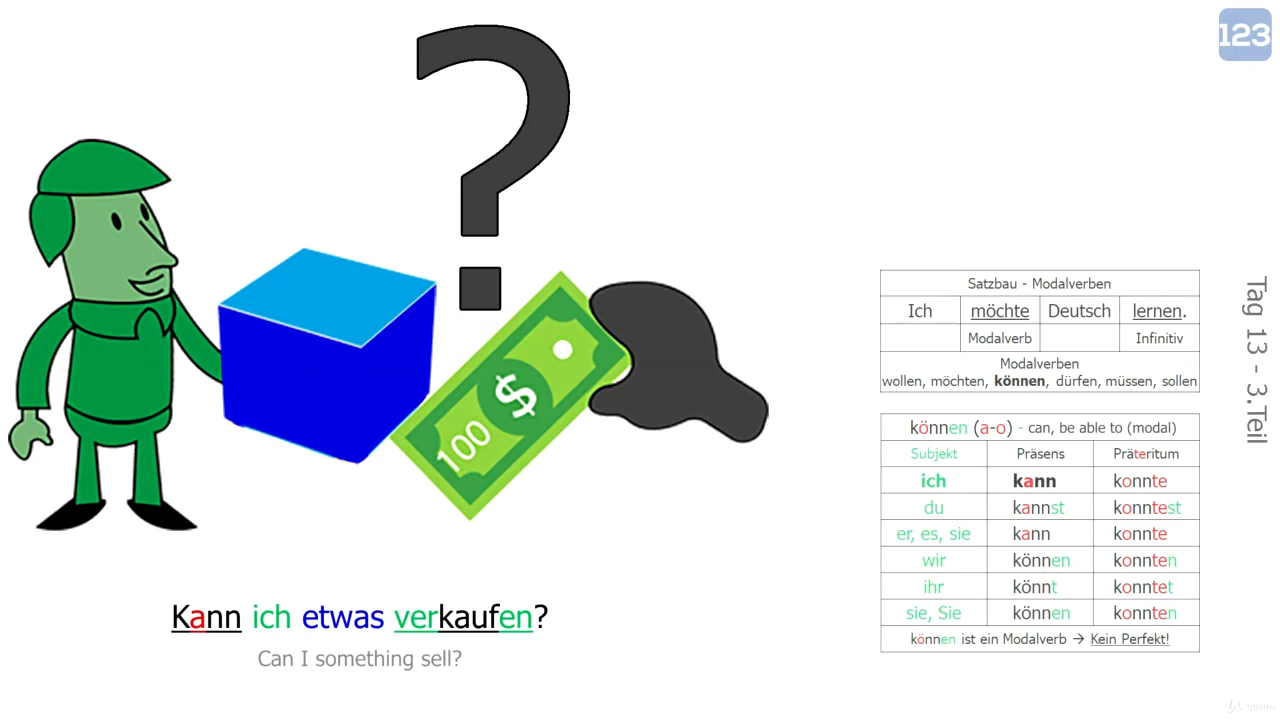 123
100 $
Kann ich etwas verkaufen?
Can I something sell?
Satzbau - Modalverben
Ich möchte Deutsch lernen.
Modalverb Infinitiv
Modalverben
wollen, möchten, können, dürfen, müssen, sollen
können (a-o) - can, be able to (modal)
Subjekt Präsens Präteritum
ich kann konnte
du kannst konntest
er, es, sie kann konnte
wir können konnten
ihr könnt konntet
sie, Sie können konnten
können ist ein Modalverb → Kein Perfekt!
Tag 13 - 3.Teil